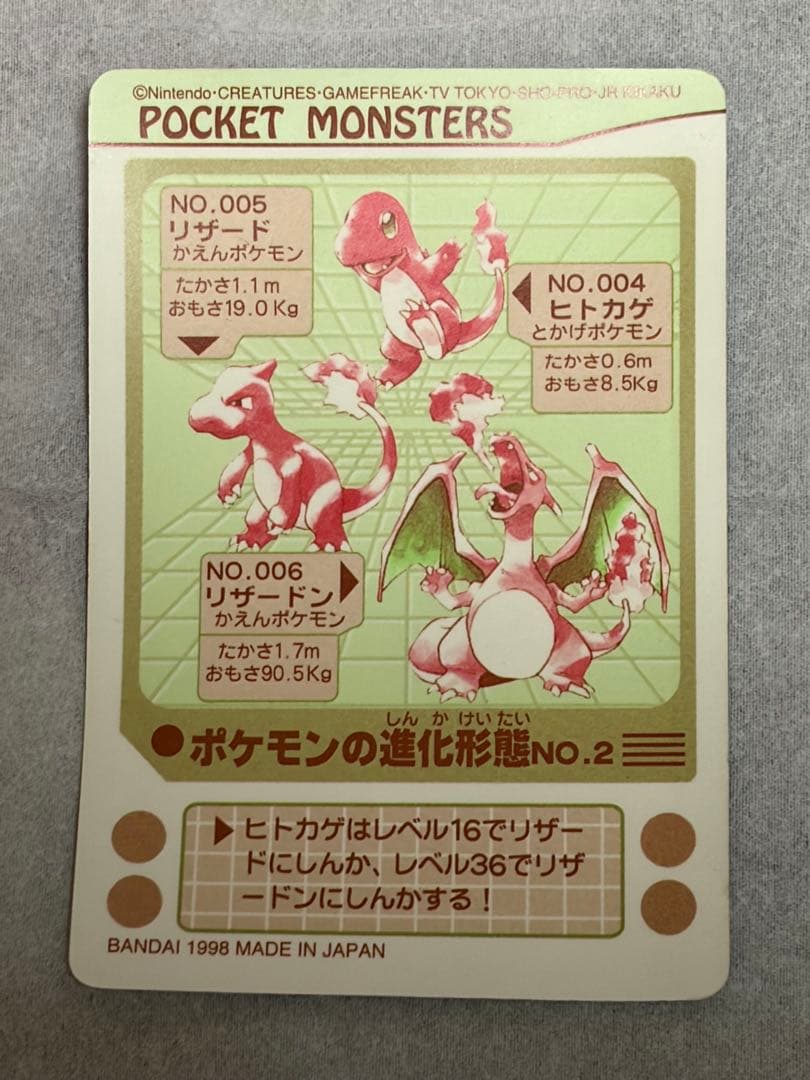 ©Nintendo·CREATURES·GAMEFREAK·TV TOKYO·SHO-PRO·JR KIKAKU
POCKET MONSTERS
NO.005
リザード
かえんポケモン
たかさ1.1m
おもさ19.0Kg
NO.004
ヒトカゲ
とかげポケモン
たかさ0.6m
おもさ8.5Kg
NO.006
リザードン
かえんポケモン
たかさ1.7m
おもさ90.5Kg
しんかけいたい
●ポケモンの進化形態NO.2
▶ヒトカゲはレベル16でリザー
ドにしんか、レベル36でリザ
ードンにしんかする!
BANDAI 1998 MADE IN JAPAN